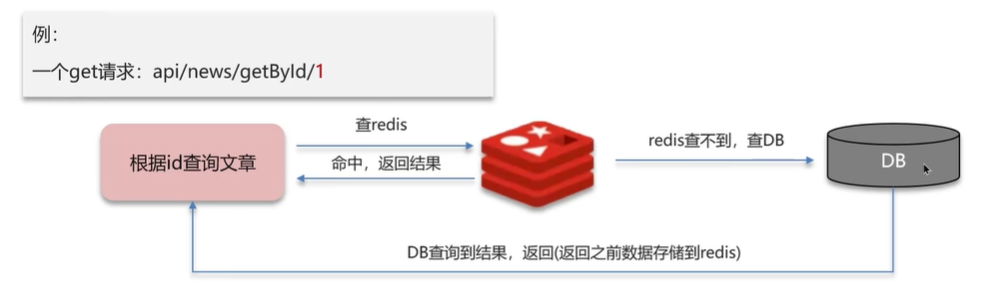 例：
一个get请求：api/news/getById/1
查redis
根据id查询文章
命中，返回结果
redis查不到，查DB
DB
DB查询到结果，返回(返回之前数据存储到redis)